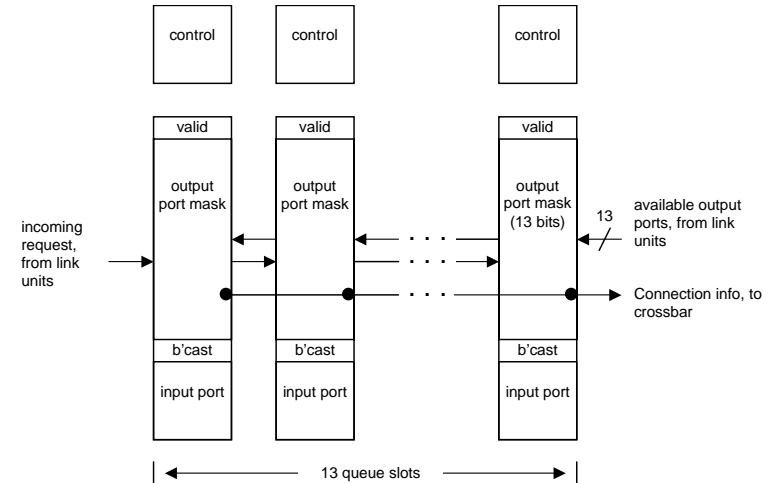 control
control
control
valid
valid
valid
output
port mask
output
port mask
output
port mask
(13 bits)
13
available output
ports, from link
units
incoming
request,
from link
units
. . .
. . .
. . .
Connection info, to
crossbar
b'cast
b'cast
b'cast
input port
input port
input port
13 queue slots